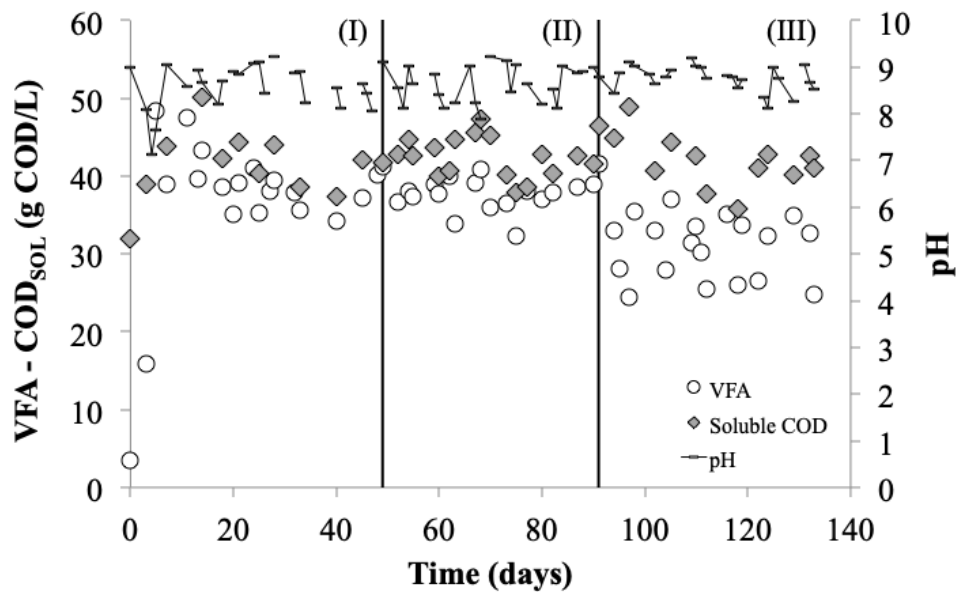 (I)
(II)
(III)
60
50
40
30
20
10
0
VFA - COD_SOL (g COD/L)
10
9
8
7
6
5
4
3
2
1
0
pH
VFA
Soluble COD
pH
0
20
40
60
80
100
120
140
Time (days)